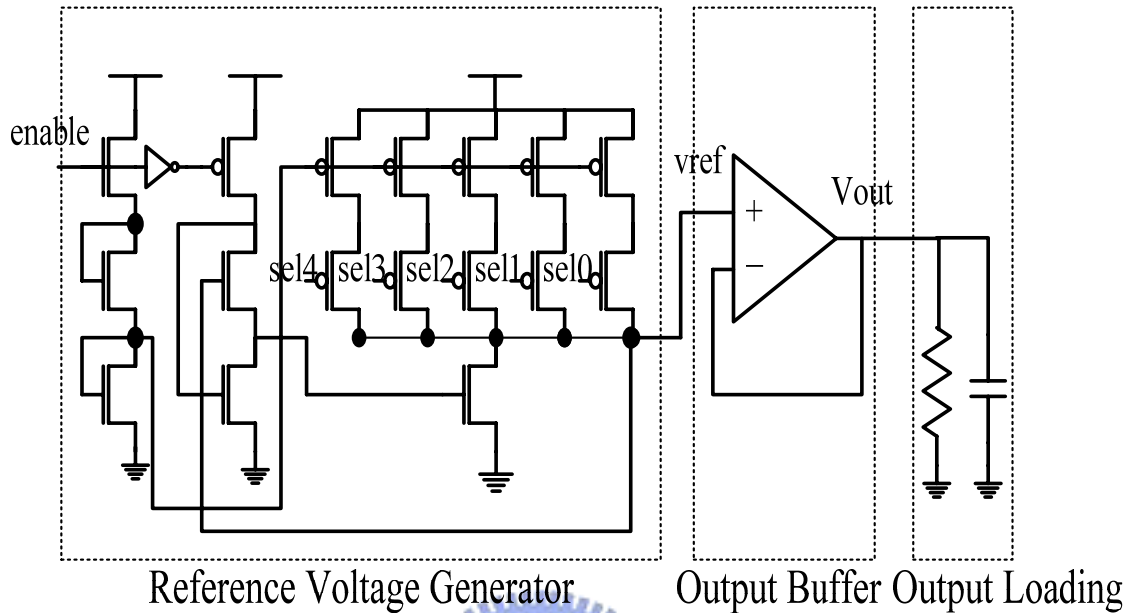 enable
sel4 sel3 sel2 sel1 sel0
vref
+
−
Vout
Reference Voltage Generator
Output Buffer
Output Loading